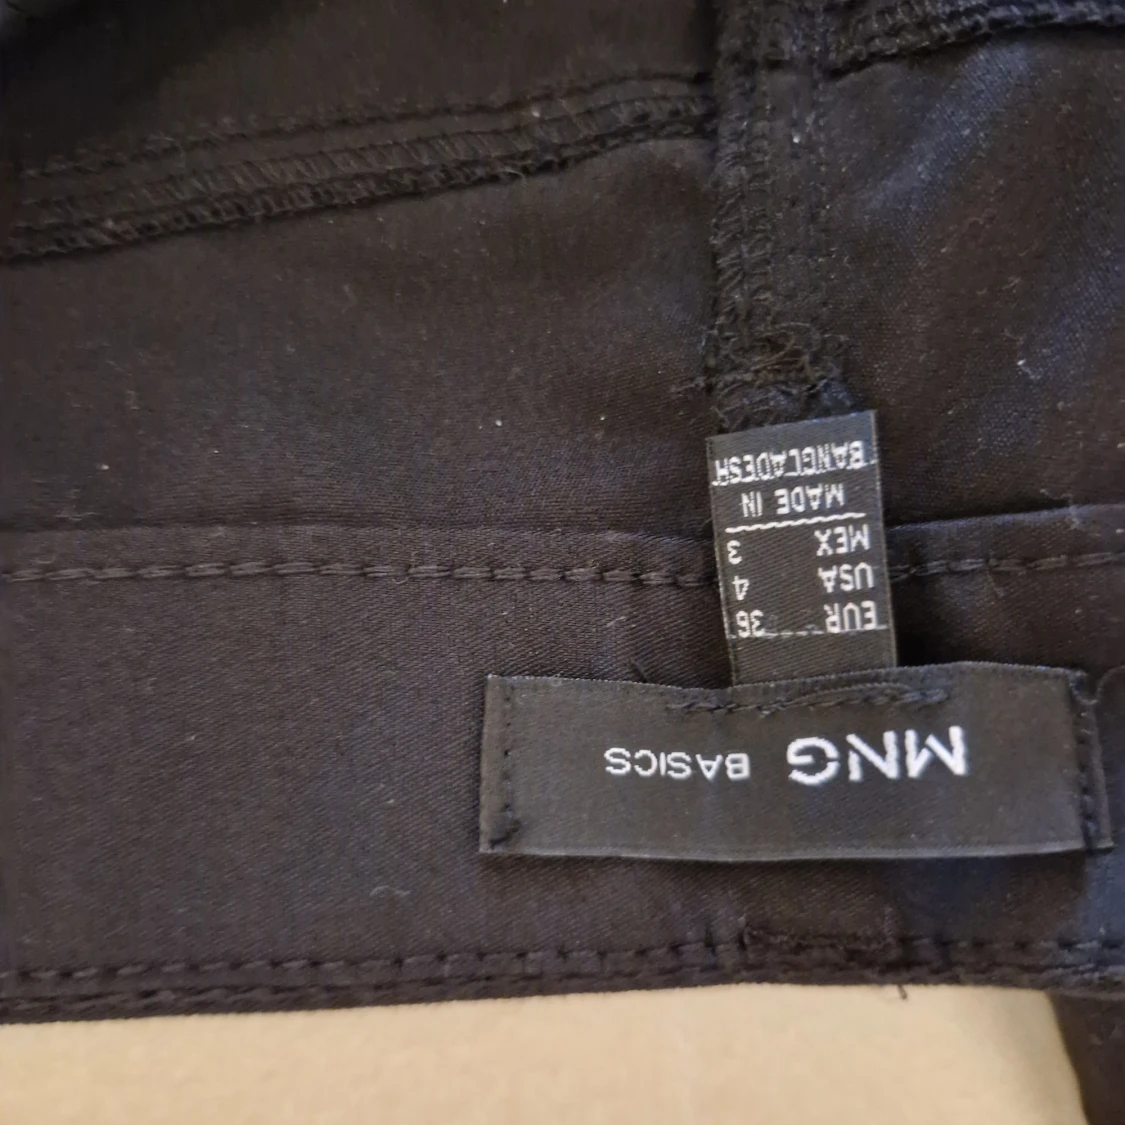 MNG BASICS
EUR 36
USA 4
MEX 3
MADE IN
BANGLADESH